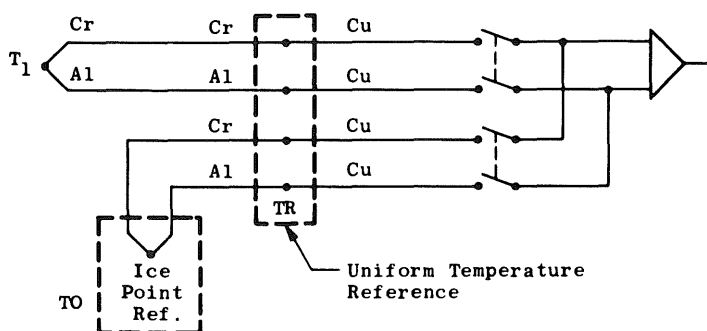 Cr Cr Cu
T1
Al Al Cu
Cr Cu
Al Cu
TR
Ice
Point
Ref.
TO
Uniform Temperature
Reference